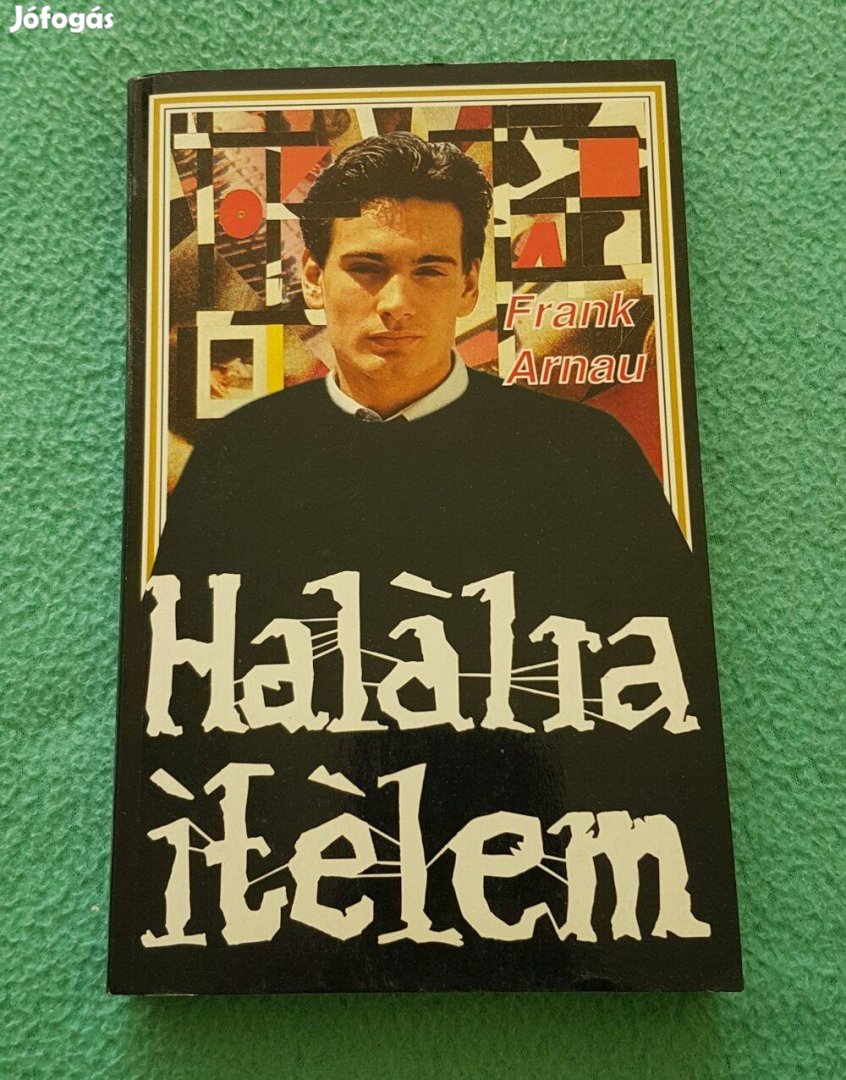 Jófogás
Frank
Arnau
Halàlra
ìtèlem